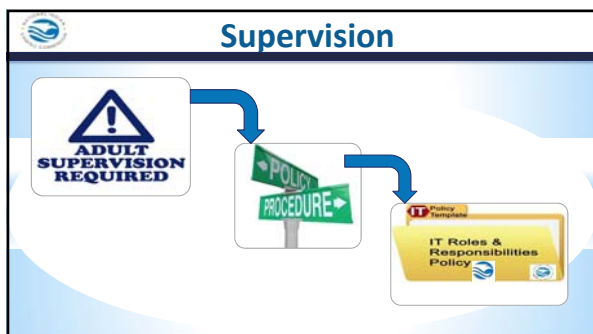 Supervision
ADULT
SUPERVISION
REQUIRED
POLICY
PROCEDURE
IT Policy
Template
IT Roles &
Responsibilities
Policy